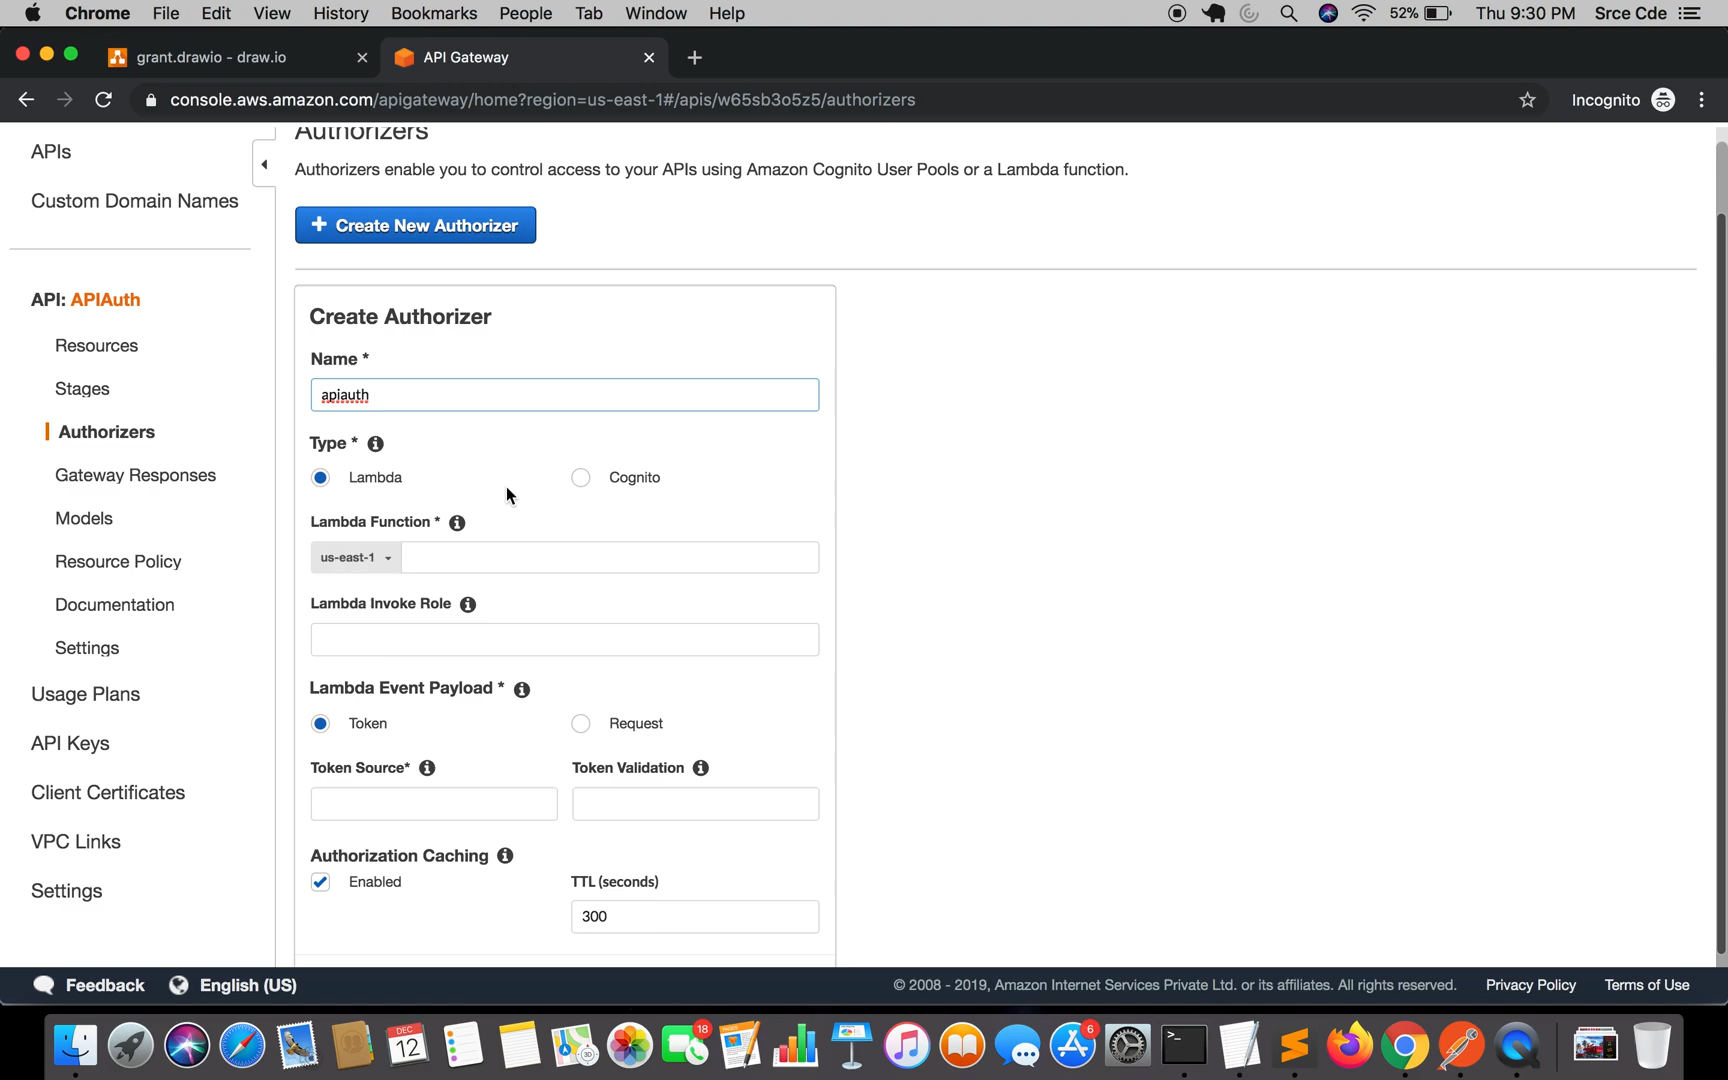 Chrome File Edit View History Bookmarks People Tab Window Help 52% Thu 9:30 PM Srce Cde
grant.drawio - draw.io
API Gateway
console.aws.amazon.com/apigateway/home?region=us-east-1#/apis/w65sb3o5z5/authorizers
Incognito
APIs
Custom Domain Names
API: APIAuth
Resources
Stages
Authorizers
Gateway Responses
Models
Resource Policy
Documentation
Settings
Usage Plans
API Keys
Client Certificates
VPC Links
Settings
Authorizers
Authorizers enable you to control access to your APIs using Amazon Cognito User Pools or a Lambda function.
+ Create New Authorizer
Create Authorizer
Name *
apiauth
Type *
Lambda Cognito
Lambda Function *
us-east-1
Lambda Invoke Role
Lambda Event Payload *
Token Request
Token Source* Token Validation
Authorization Caching
Enabled TTL (seconds)
300
Feedback English (US) © 2008 - 2019, Amazon Internet Services Private Ltd. or its affiliates. All rights reserved. Privacy Policy Terms of Use
DEC
12
18
6